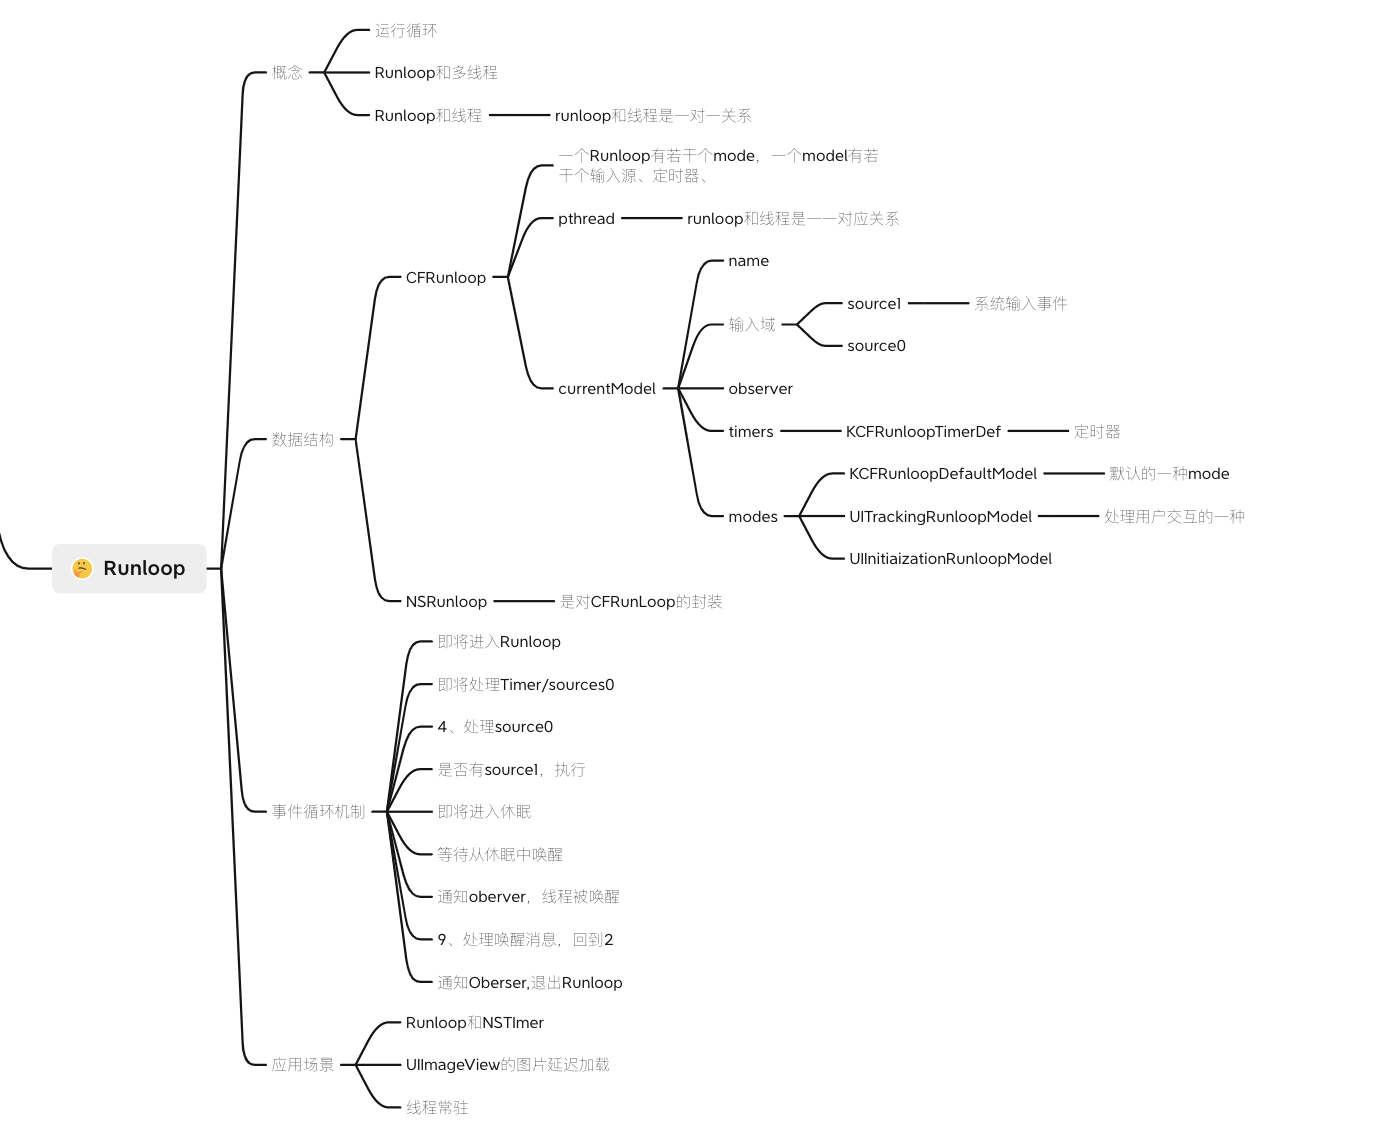 运行循环
概念
Runloop和多线程
Runloop和线程
runloop和线程是一对一关系
一个Runloop有若干个mode，一个model有若
干个输入源、定时器、
pthread
runloop和线程是一一对应关系
name
CFRunloop
source1
系统输入事件
输入域
source0
currentModel
observer
timers
KCFRunloopTimerDef
定时器
数据结构
KCFRunloopDefaultModel
默认的一种mode
modes
UITrackingRunloopModel
处理用户交互的一种
UIInitiaizationRunloopModel
Runloop
NSRunloop
是对CFRunLoop的封装
即将进入Runloop
即将处理Timer/sources0
4、处理source0
是否有source1，执行
事件循环机制
即将进入休眠
等待从休眠中唤醒
通知oberver，线程被唤醒
9、处理唤醒消息，回到2
通知Oberser,退出Runloop
Runloop和NSTImer
应用场景
UIImageView的图片延迟加载
线程常驻